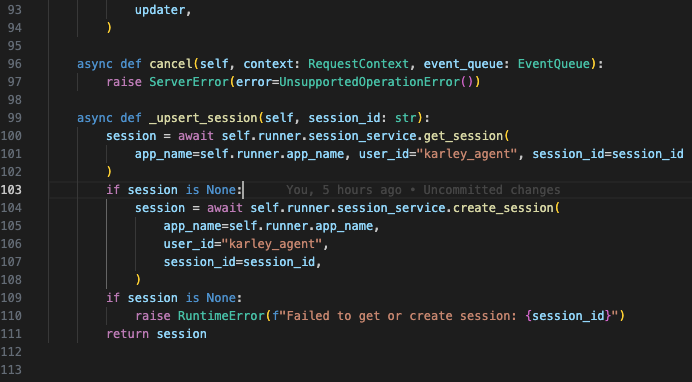 93 updater,
94 )
95
96 async def cancel(self, context: RequestContext, event_queue: EventQueue):
97 raise ServerError(error=UnsupportedOperationError())
98
99 async def _upsert_session(self, session_id: str):
100 session = await self.runner.session_service.get_session(
101 app_name=self.runner.app_name, user_id="karley_agent", session_id=session_id
102 )
103 if session is None: You, 5 hours ago • Uncommitted changes
104 session = await self.runner.session_service.create_session(
105 app_name=self.runner.app_name,
106 user_id="karley_agent",
107 session_id=session_id,
108 )
109 if session is None:
110 raise RuntimeError(f"Failed to get or create session: {session_id}")
111 return session
112
113